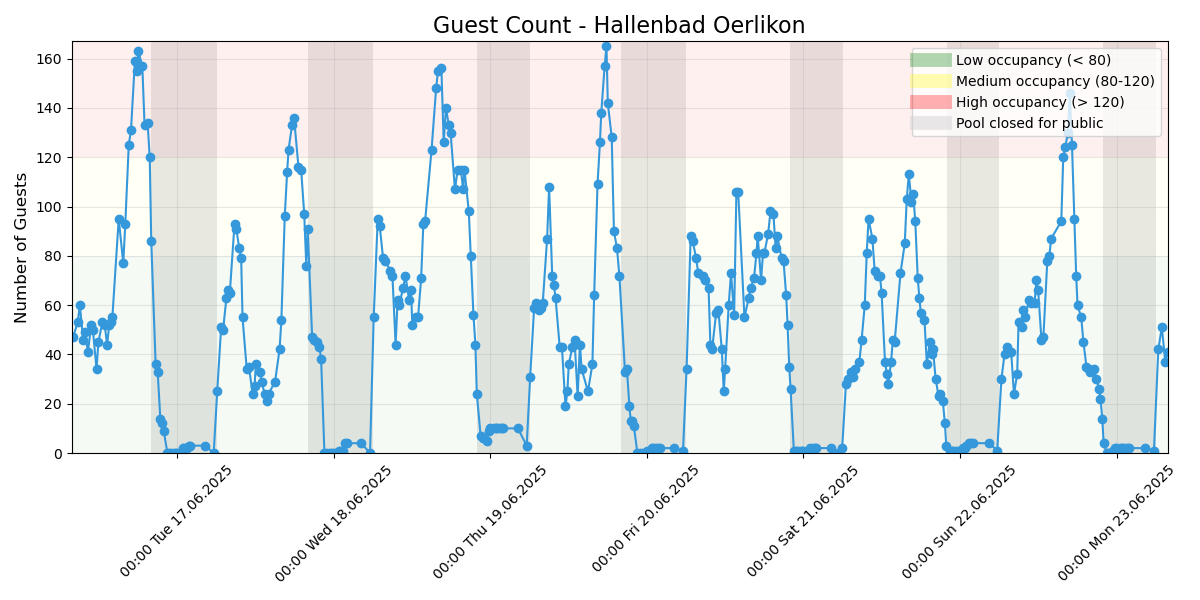 Guest Count - Hallenbad Oerlikon
Low occupancy (< 80)
Medium occupancy (80-120)
High occupancy (> 120)
Pool closed for public
Number of Guests
160
140
120
100
80
60
40
20
0
00:00 Tue 17.06.2025
00:00 Wed 18.06.2025
00:00 Thu 19.06.2025
00:00 Fri 20.06.2025
00:00 Sat 21.06.2025
00:00 Sun 22.06.2025
00:00 Mon 23.06.2025